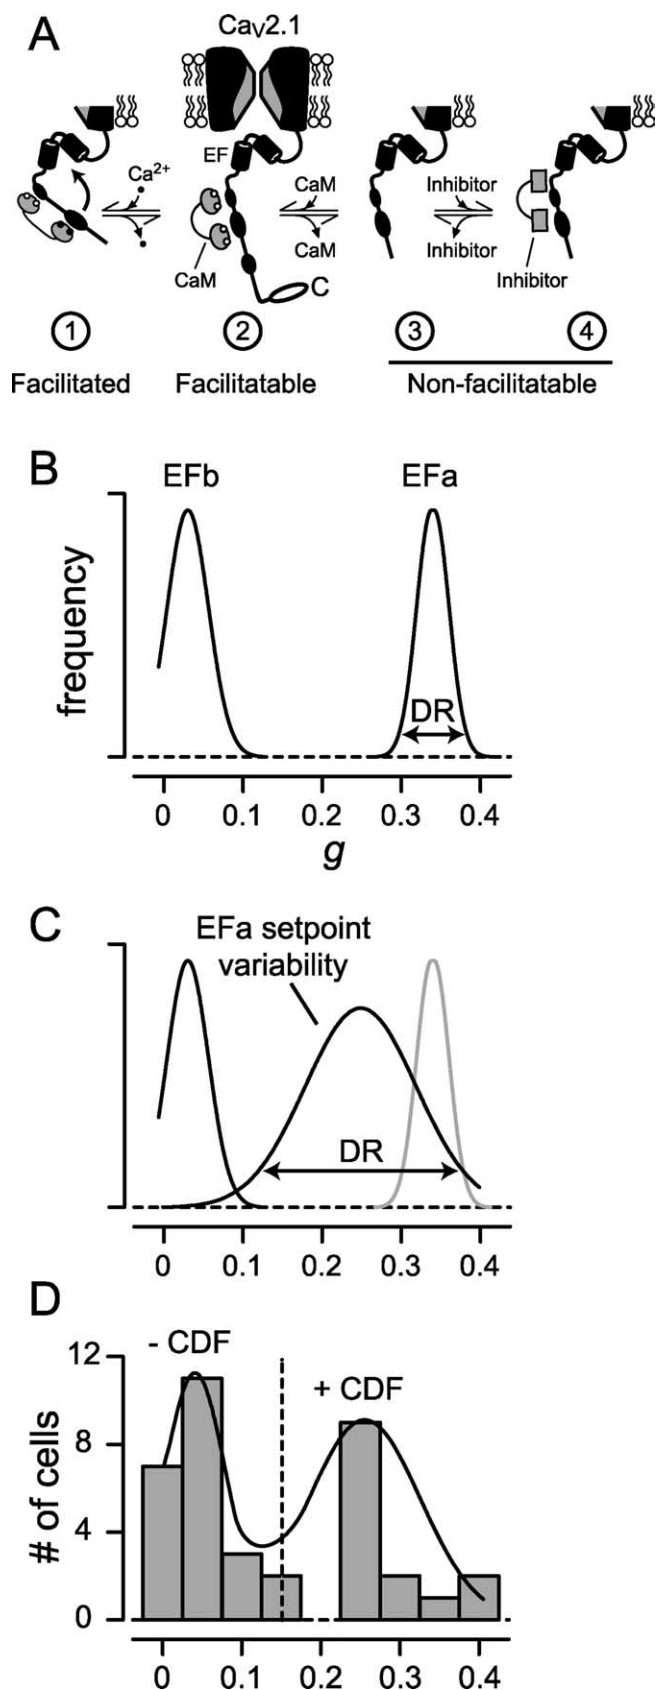 A
CaV2.1
EF
Ca2+
CaM
CaM
CaM
C
Inhibitor
Inhibitor
Inhibitor
1
2
3
4
Facilitated
Facilitatable
Non-facilitatable
B
EFb
EFa
frequency
DR
0 0.1 0.2 0.3 0.4
g
C
EFa setpoint
variability
DR
0 0.1 0.2 0.3 0.4
D
- CDF
+ CDF
# of cells
12
8
4
0
0 0.1 0.2 0.3 0.4